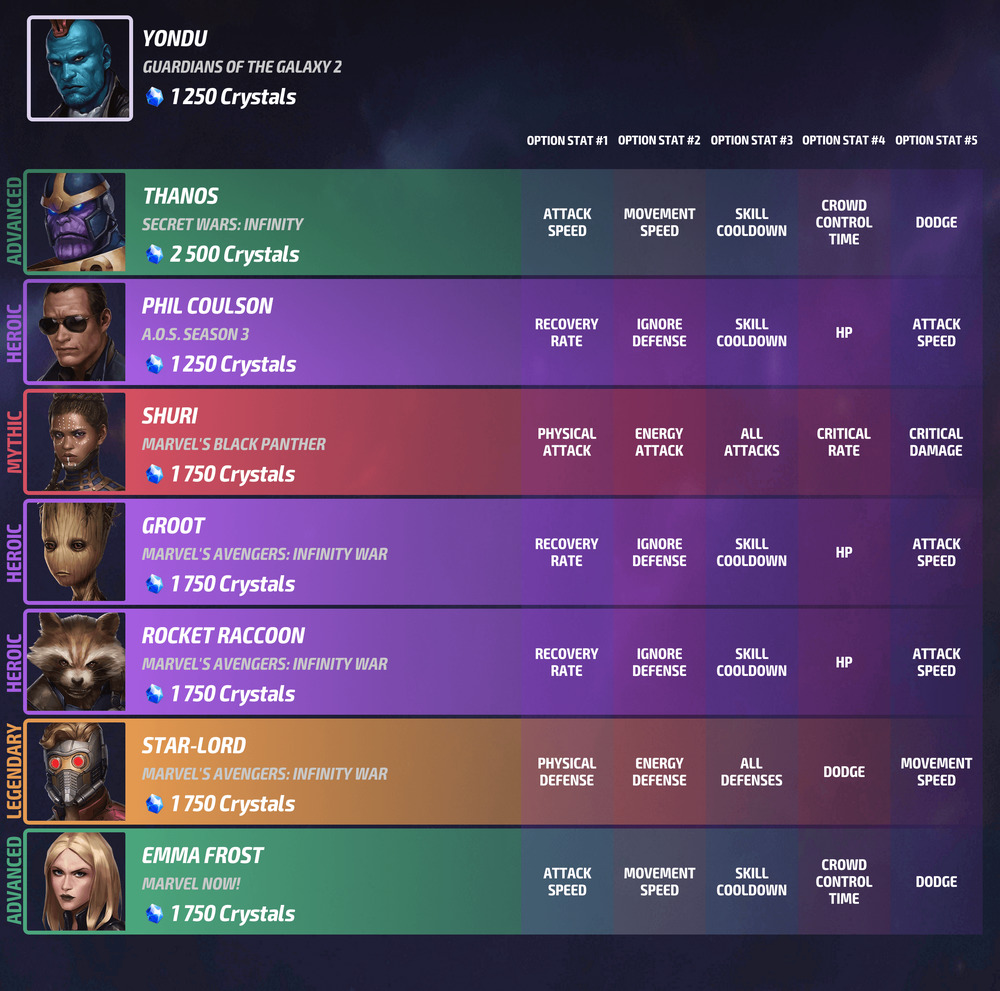 YONDU
GUARDIANS OF THE GALAXY 2
1 250 Crystals
OPTION STAT #1 OPTION STAT #2 OPTION STAT #3 OPTION STAT #4 OPTION STAT #5
ADVANCED
THANOS
SECRET WARS: INFINITY
2 500 Crystals
ATTACK
SPEED
MOVEMENT
SPEED
SKILL
COOLDOWN
CROWD
CONTROL
TIME
DODGE
HEROIC
PHIL COULSON
A.O.S. SEASON 3
1 250 Crystals
RECOVERY
RATE
IGNORE
DEFENSE
SKILL
COOLDOWN
HP
ATTACK
SPEED
MYTHIC
SHURI
MARVEL'S BLACK PANTHER
1 750 Crystals
PHYSICAL
ATTACK
ENERGY
ATTACK
ALL
ATTACKS
CRITICAL
RATE
CRITICAL
DAMAGE
HEROIC
GROOT
MARVEL'S AVENGERS: INFINITY WAR
1 750 Crystals
RECOVERY
RATE
IGNORE
DEFENSE
SKILL
COOLDOWN
HP
ATTACK
SPEED
HEROIC
ROCKET RACCOON
MARVEL'S AVENGERS: INFINITY WAR
1 750 Crystals
RECOVERY
RATE
IGNORE
DEFENSE
SKILL
COOLDOWN
HP
ATTACK
SPEED
LEGENDARY
STAR-LORD
MARVEL'S AVENGERS: INFINITY WAR
1 750 Crystals
PHYSICAL
DEFENSE
ENERGY
DEFENSE
ALL
DEFENSES
DODGE
MOVEMENT
SPEED
ADVANCED
EMMA FROST
MARVEL NOW!
1 750 Crystals
ATTACK
SPEED
MOVEMENT
SPEED
SKILL
COOLDOWN
CROWD
CONTROL
TIME
DODGE